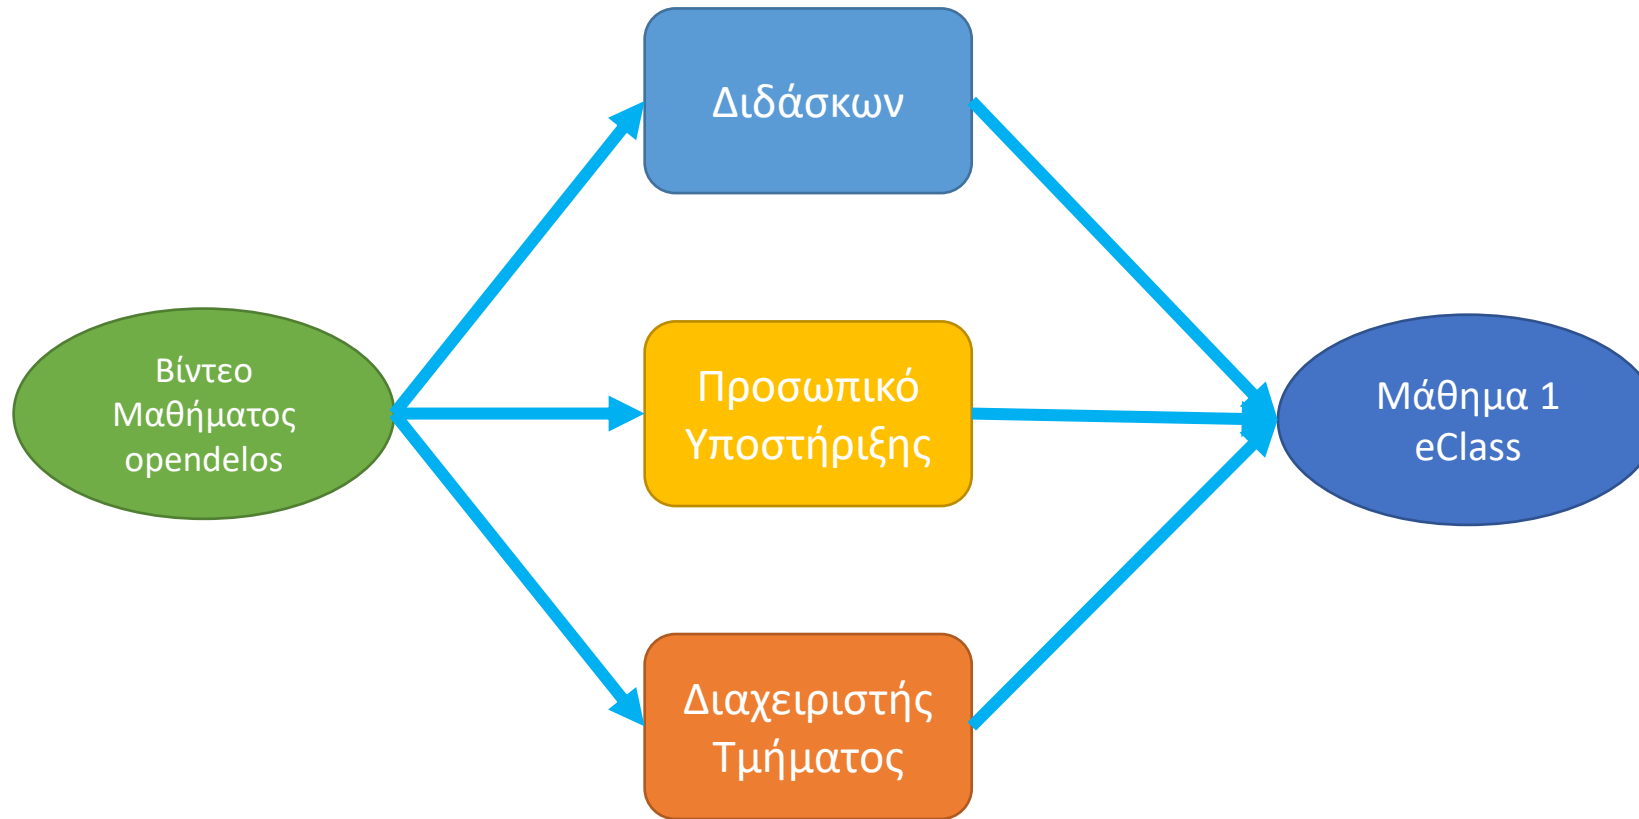 Διδάσκων
Βίντεο
Μαθήματος
opendelos
Προσωπικό
Υποστήριξης
Μάθημα 1
eClass
Διαχειριστής
Τμήματος